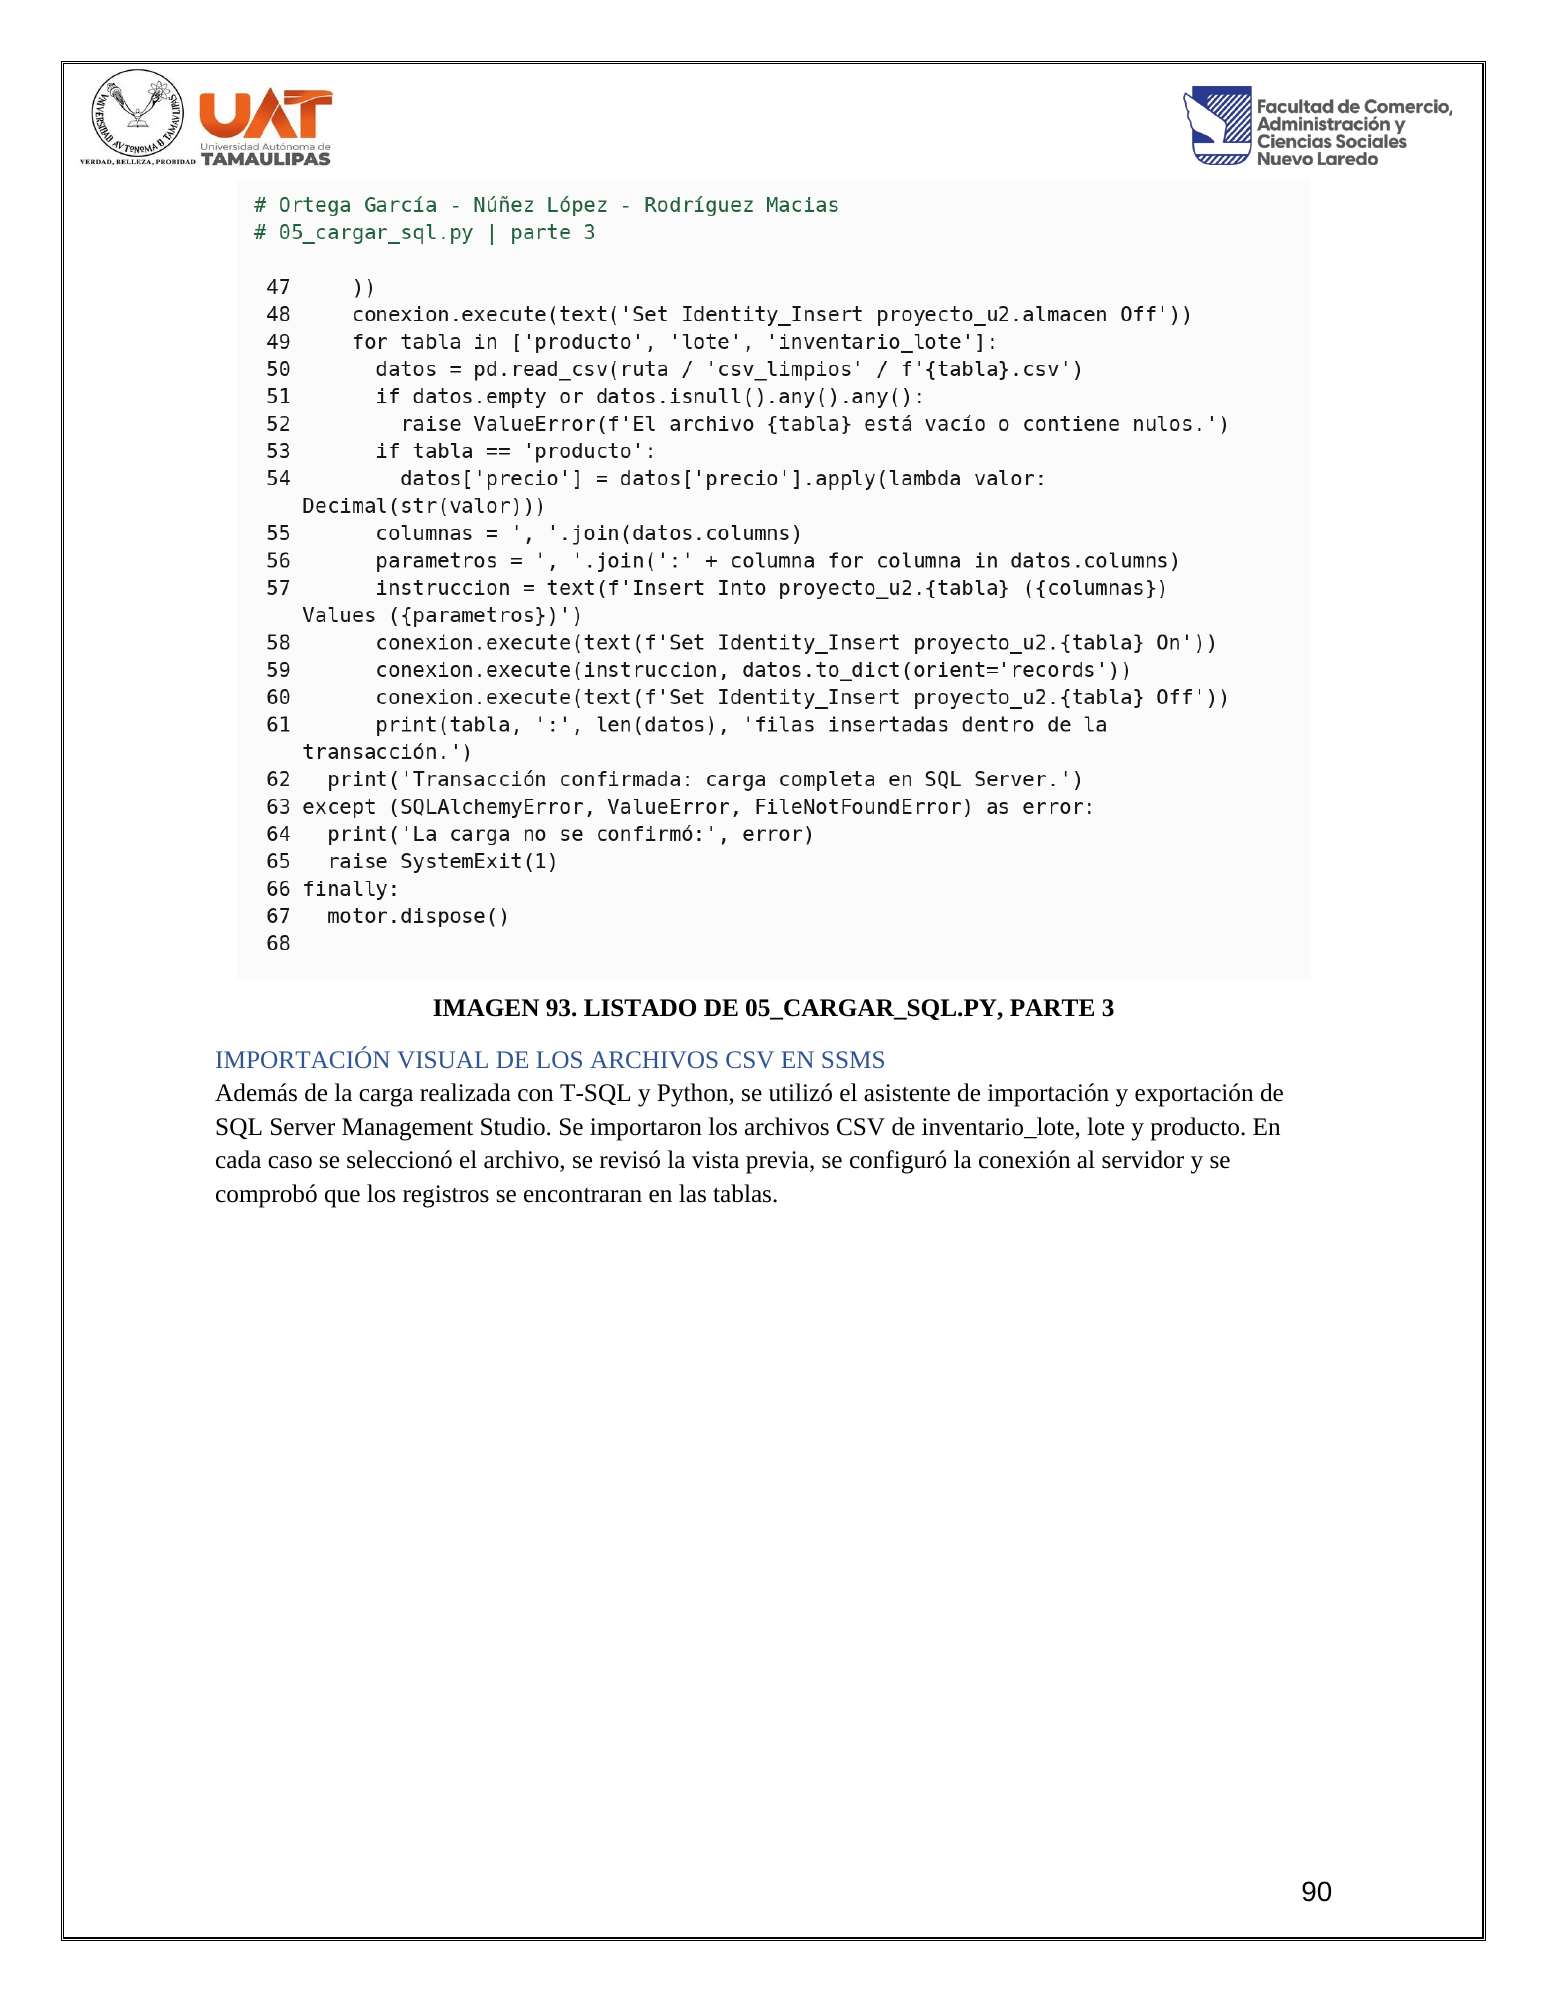 UNIVERSIDAD AVTONOMA D TAMAVLIPAS
VERDAD, BELLEZA, PROBIDAD
UAT
Universidad Autónoma de
TAMAULIPAS
Facultad de Comercio,
Administración y
Ciencias Sociales
Nuevo Laredo
# Ortega García - Núñez López - Rodríguez Macias
# 05_cargar_sql.py | parte 3
47     ))
48     conexion.execute(text('Set Identity_Insert proyecto_u2.almacen Off'))
49     for tabla in ['producto', 'lote', 'inventario_lote']:
50       datos = pd.read_csv(ruta / 'csv_limpios' / f'{tabla}.csv')
51       if datos.empty or datos.isnull().any().any():
52         raise ValueError(f'El archivo {tabla} está vacío o contiene nulos.')
53       if tabla == 'producto':
54         datos['precio'] = datos['precio'].apply(lambda valor:
Decimal(str(valor)))
55       columnas = ', '.join(datos.columns)
56       parametros = ', '.join(':' + columna for columna in datos.columns)
57       instruccion = text(f'Insert Into proyecto_u2.{tabla} ({columnas})
Values ({parametros})')
58       conexion.execute(text(f'Set Identity_Insert proyecto_u2.{tabla} On'))
59       conexion.execute(instruccion, datos.to_dict(orient='records'))
60       conexion.execute(text(f'Set Identity_Insert proyecto_u2.{tabla} Off'))
61       print(tabla, ':', len(datos), 'filas insertadas dentro de la
transacción.')
62   print('Transacción confirmada: carga completa en SQL Server.')
63 except (SQLAlchemyError, ValueError, FileNotFoundError) as error:
64   print('La carga no se confirmó:', error)
65   raise SystemExit(1)
66 finally:
67   motor.dispose()
68
IMAGEN 93. LISTADO DE 05_CARGAR_SQL.PY, PARTE 3
IMPORTACIÓN VISUAL DE LOS ARCHIVOS CSV EN SSMS
Además de la carga realizada con T-SQL y Python, se utilizó el asistente de importación y exportación de
SQL Server Management Studio. Se importaron los archivos CSV de inventario_lote, lote y producto. En
cada caso se seleccionó el archivo, se revisó la vista previa, se configuró la conexión al servidor y se
comprobó que los registros se encontraran en las tablas.
90